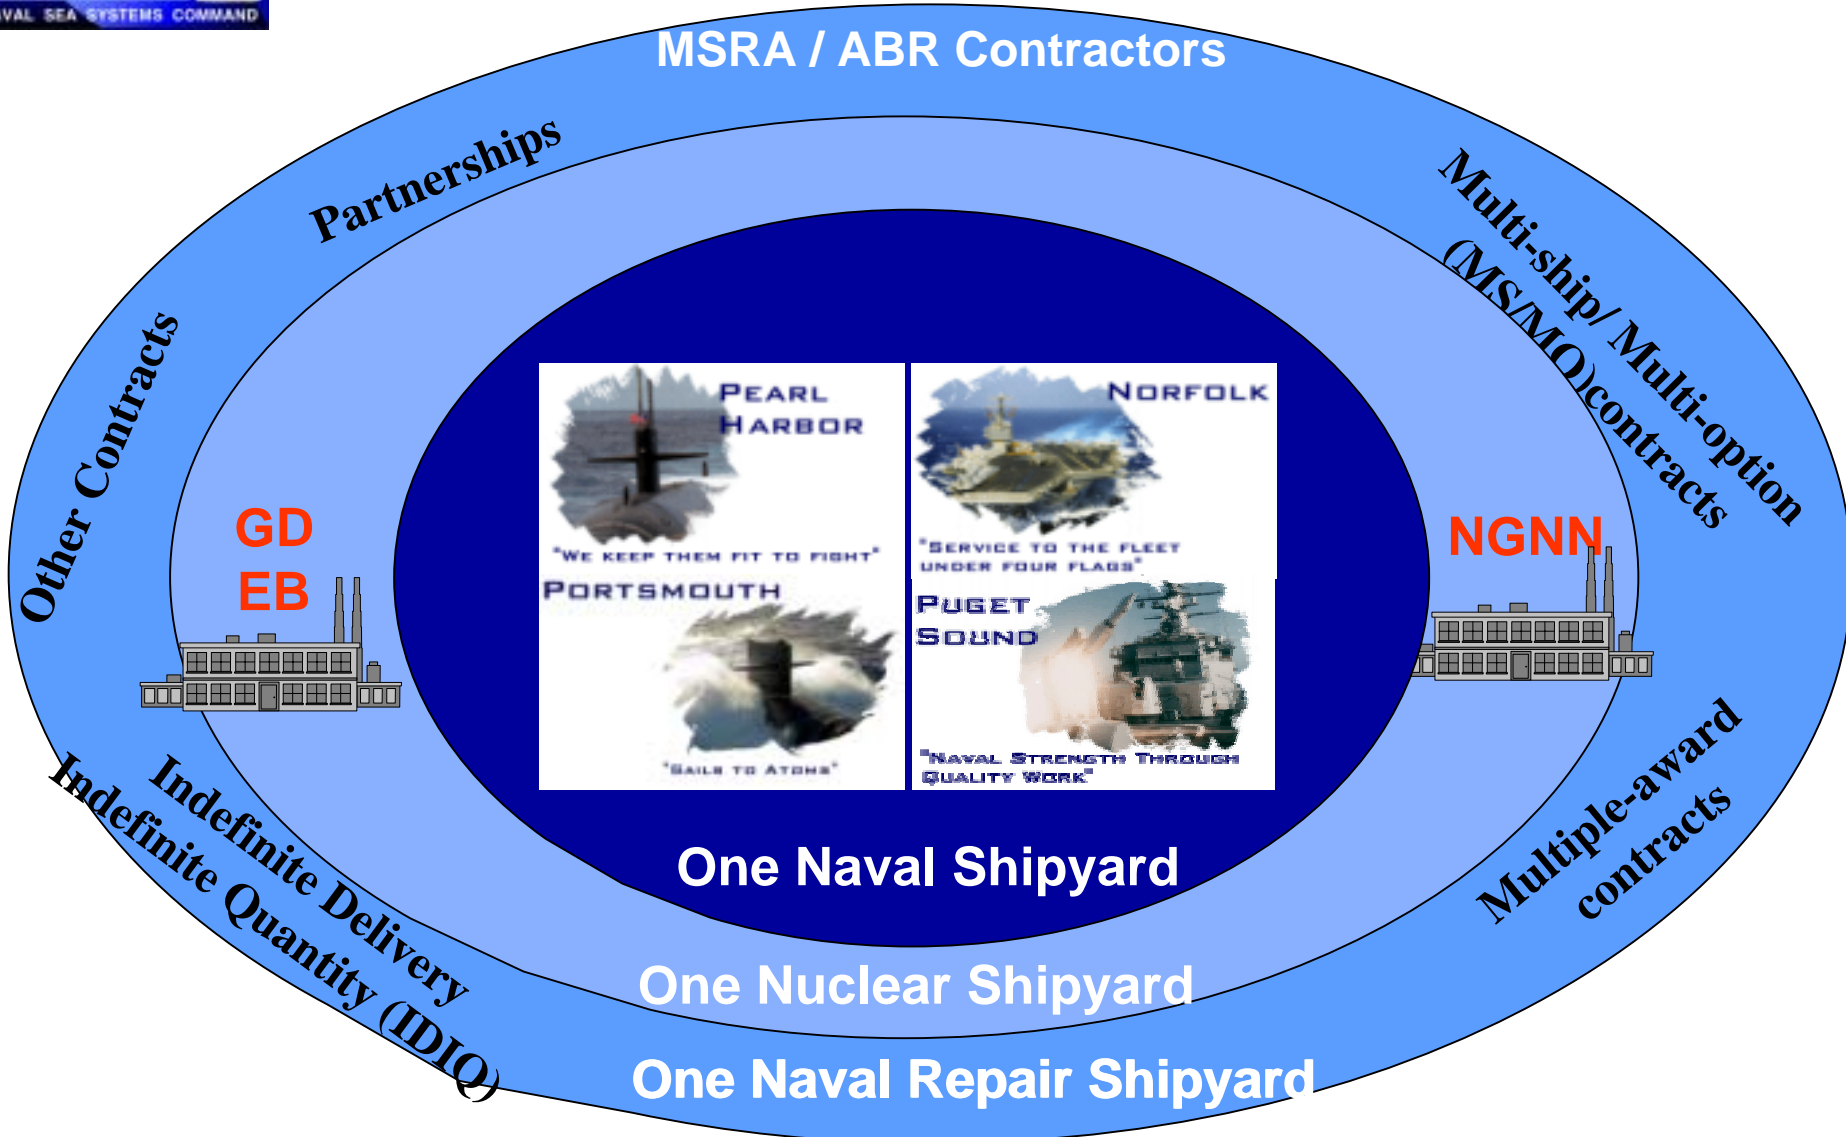 NAVAL SEA SYSTEMS COMMAND
MSRA / ABR Contractors
Partnerships
Multi-ship/ Multi-option
(MS/MO)contracts
Other Contracts
GD
EB
NGNN
PEARL
HARBOR
"WE KEEP THEM FIT TO FIGHT"
NORFOLK
"SERVICE TO THE FLEET
UNDER FOUR FLAGS"
PORTSMOUTH
"SAILS TO ATOMS"
PUGET
SOUND
"NAVAL STRENGTH THROUGH
QUALITY WORK"
Indefinite Delivery
Indefinite Quantity (IDIQ)
Multiple-award
contracts
One Naval Shipyard
One Nuclear Shipyard
One Naval Repair Shipyard